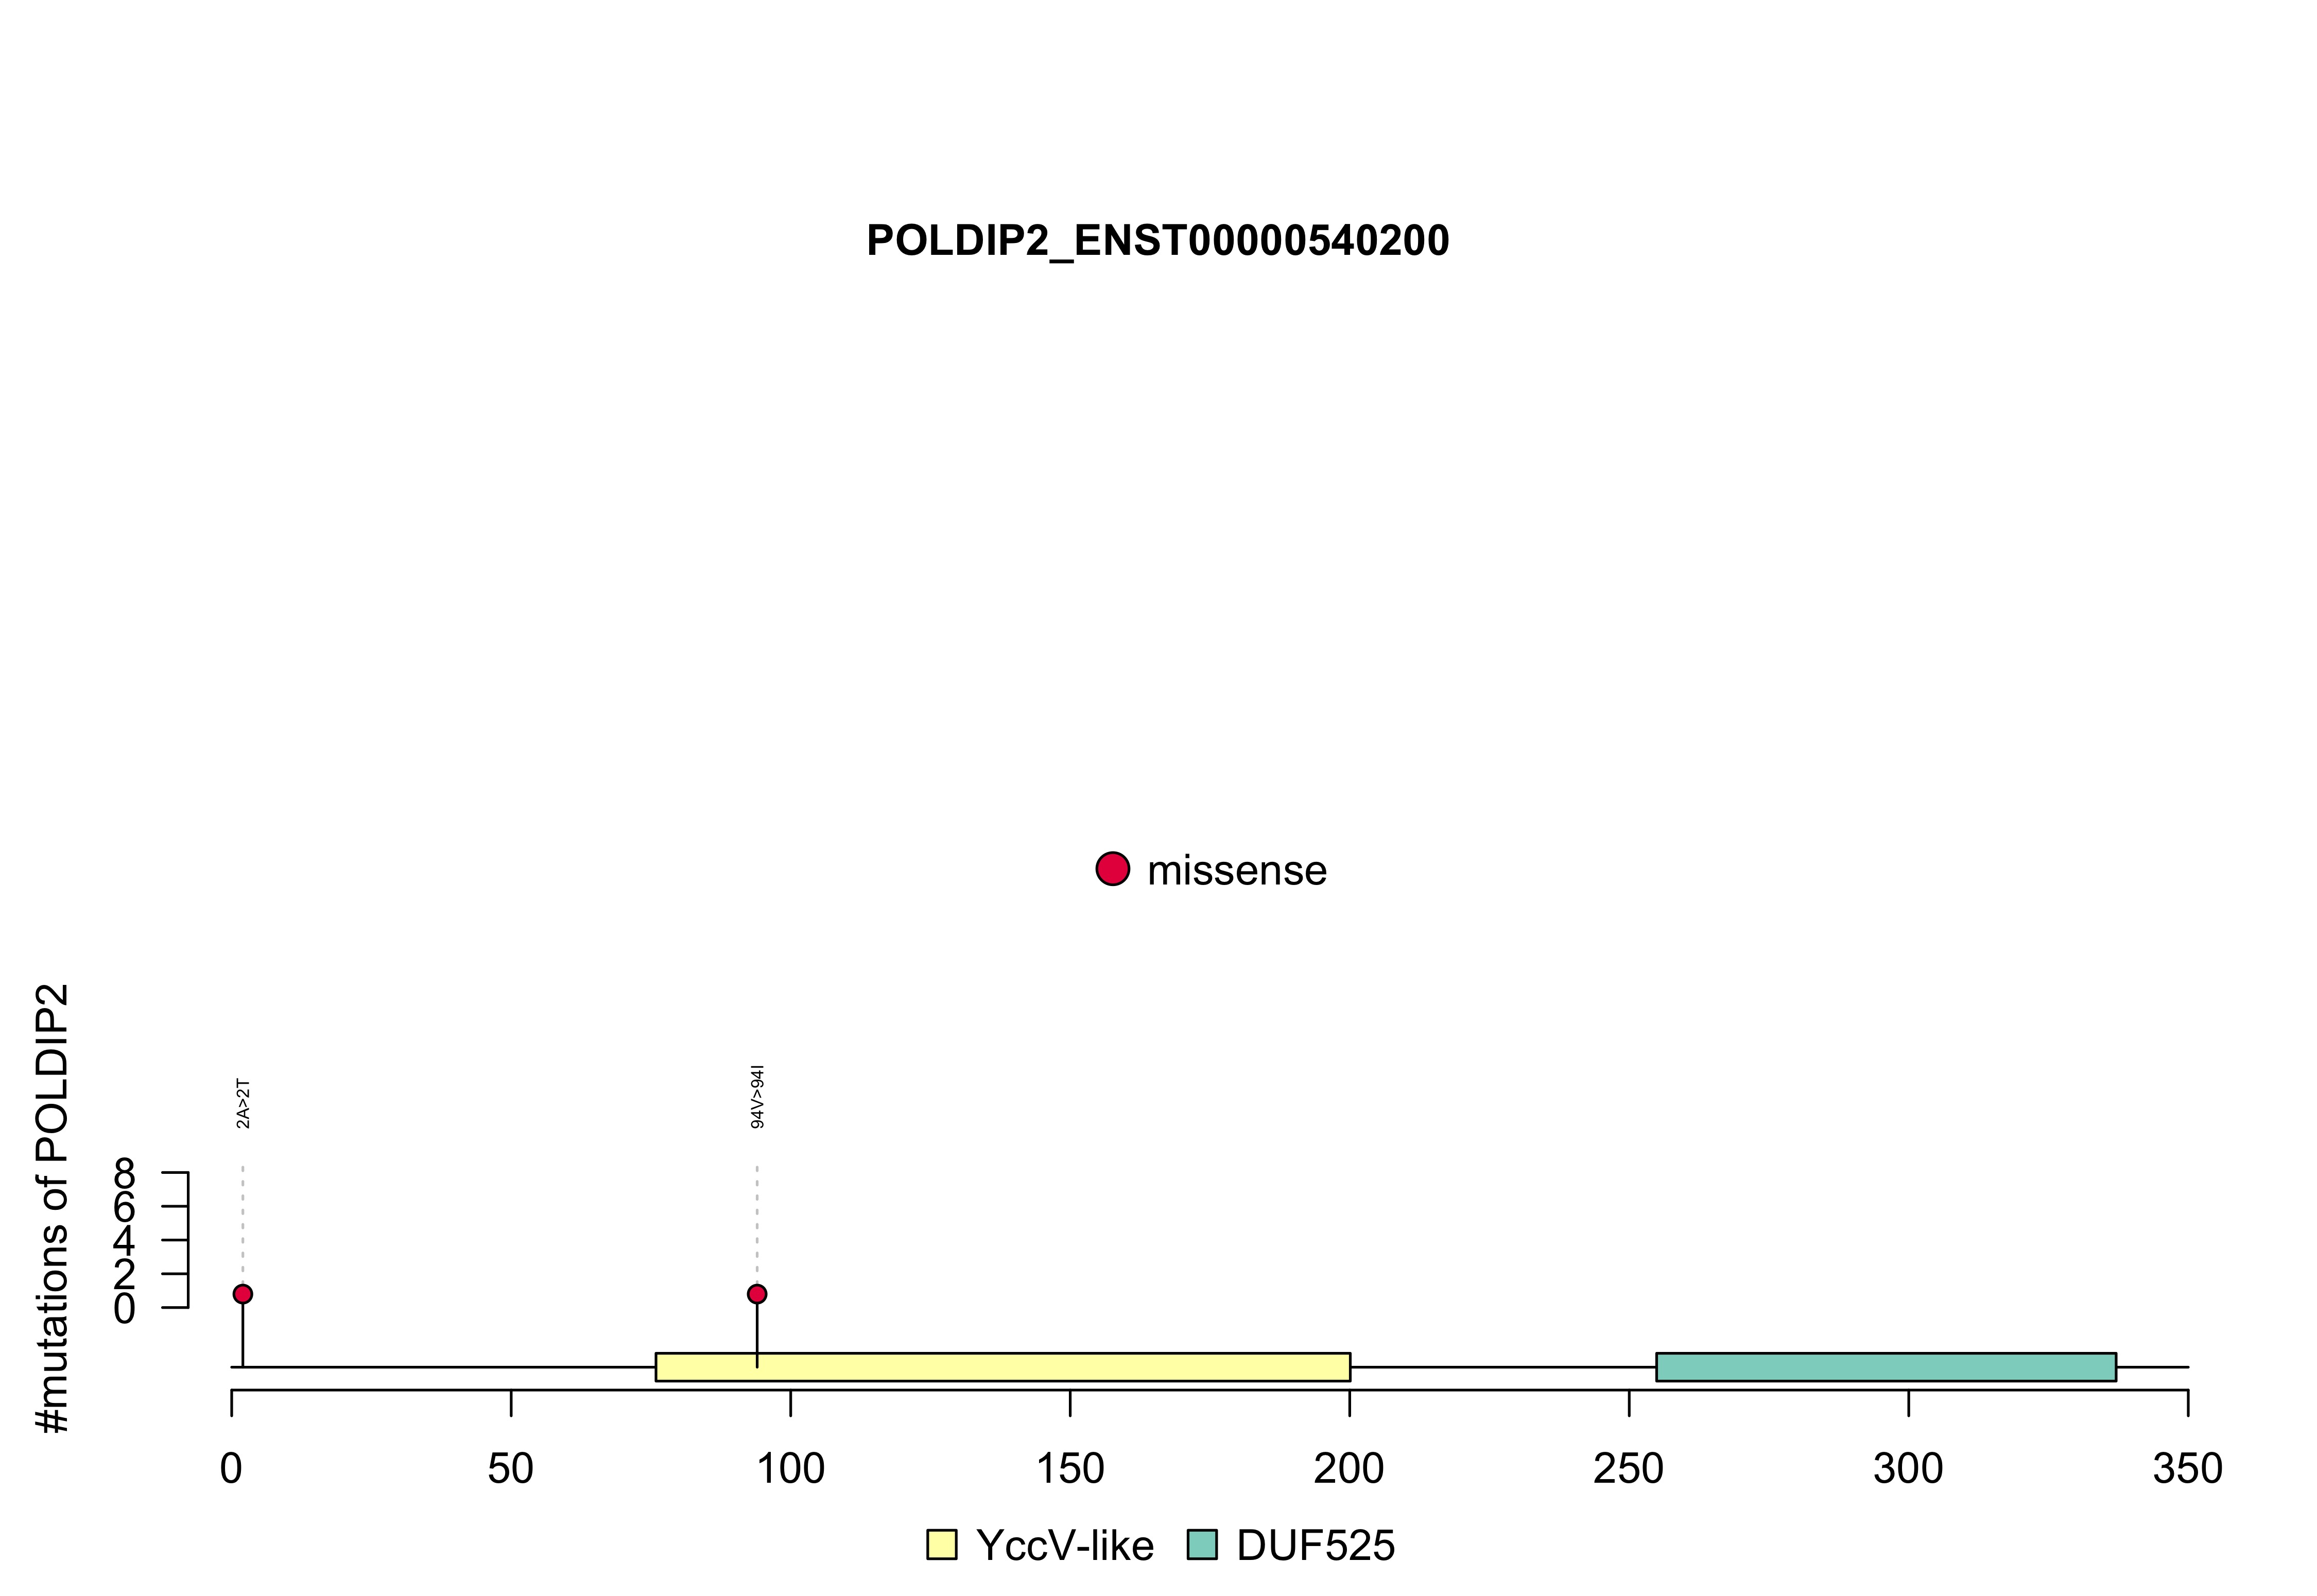 POLDIP2_ENST00000540200
missense
#mutations of POLDIP2
2A>2T
94V>94I
8
6
4
2
0
0 50 100 150 200 250 300 350
YccV-like DUF525